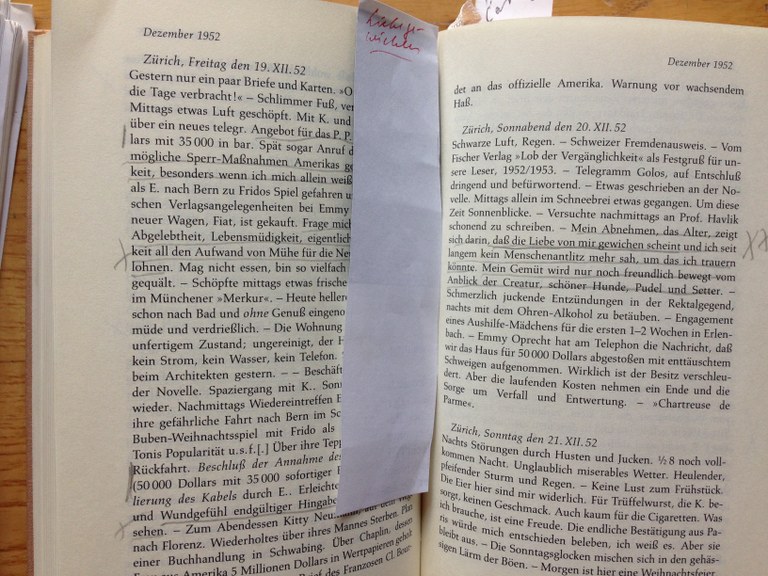 Dezember 1952
Zürich, Freitag den 19. XII. 52
Gestern nur ein paar Briefe und Karten.
die Tage verbracht!« – Schlimmer Fuß,
Mittags etwas Luft geschöpft. Mit K. und
über ein neues telegr. Angebot für das P. P.
lars mit 35 000 in bar. Spät sogar Anruf
mögliche Sperr-Maßnahmen Amerikas
keit, besonders wenn ich mich allein
als E. nach Bern zu Fridos Spiel gefahren
schen Verlagsangelegenheiten bei Emmy
neuer Wagen, Fiat, ist gekauft. Frage mich
Abgelebtheit, Lebensmüdigkeit,
keit all den Aufwand von Mühe für die
lohnen. Mag nicht essen, bin so vielfach
gequält. – Schöpfte mittags etwas frische
im Münchener »Merkur«. – Heute
schon nach Bad und ohne Genuß
müde und verdrießlich. – Die Wohnung
unfertigem Zustand; ungereinigt, der
kein Strom, kein Wasser, kein Telefon.
beim Architekten gestern. – –
der Novelle. Spaziergang mit K..
wieder. Nachmittags Wiedereintreffen
ihre gefährliche Fahrt nach Bern im
Buben-Weihnachtsspiel mit Frido als
Tonis Popularität u.s.f.[.] Über ihre
Rückfahrt. Beschluß der Annahme des
(50 000 Dollars mit 35 000 sofortiger
lierung des Kabels durch E..
und Wundgefühl endgültiger
sehen. – Zum Abendessen Kitty
nach Florenz. Wiederholtes über ihres Mannes Sterben. Plan
einer Buchhandlung in Schwabing. Über Chaplin, dessen
Amerika 5 Millionen Dollars in Wertpapieren
Brief des Franzosen Cl.
Dezember 1952
det an das offizielle Amerika. Warnung vor wachsendem
Haß.
Zürich, Sonnabend den 20. XII. 52
Schwarze Luft, Regen. – Schweizer Fremdenausweis. – Vom
Fischer Verlag »Lob der Vergänglichkeit« als Festgruß für un-
sere Leser, 1952/1953. – Telegramm Golos, auf Entschluß
dringend und befürwortend. – Etwas geschrieben an der No-
velle. Mittags allein im Schneebrei etwas gegangen. Um diese
Zeit Sonnenblicke. – Versuchte nachmittags an Prof. Havlik
schonend zu schreiben. – Mein Abnehmen, das Alter, zeigt
sich darin, daß die Liebe von mir gewichen scheint und ich seit
langem kein Menschenantlitz mehr sah, um das ich trauern
könnte. Mein Gemüt wird nur noch freundlich bewegt vom
Anblick der Creatur, schöner Hunde, Pudel und Setter. –
Schmerzlich juckende Entzündungen in der Rektalgegend,
nachts mit dem Ohren-Alkohol zu betäuben. – Engagement
eines Aushilfe-Mädchens für die ersten 1–2 Wochen in Erlen-
bach. – Emmy Oprecht hat am Telephon die Nachricht, daß
wir das Haus für 50 000 Dollars abgestoßen mit enttäuschtem
Schweigen aufgenommen. Wirklich ist der Besitz verschleu-
dert. Aber die laufenden Kosten nehmen ein Ende und die
Sorge um Verfall und Entwertung. – »Chartreuse de
Parme«.
Zürich, Sonntag den 21. XII. 52
Nachts Störungen durch Husten und Jucken. ½ 8 noch voll-
kommen Nacht. Unglaublich miserables Wetter. Heulender,
pfeifender Sturm und Regen. – Keine Lust zum Frühstück.
Die Eier hier sind mir widerlich. Für Trüffelwurst, die K. be-
sorgt, keinen Geschmack. Auch kaum für die Cigaretten. Was
ich brauche, ist eine Freude. Die endliche Bestätigung aus Pa-
ris würde mich entschieden beleben, ich weiß es. Aber sie
bleibt aus. – Die Sonntagsglocken mischen sich in den gehäs-
sigen Lärm der Böen. – Morgen ist hier eine Weihnachtsfeier